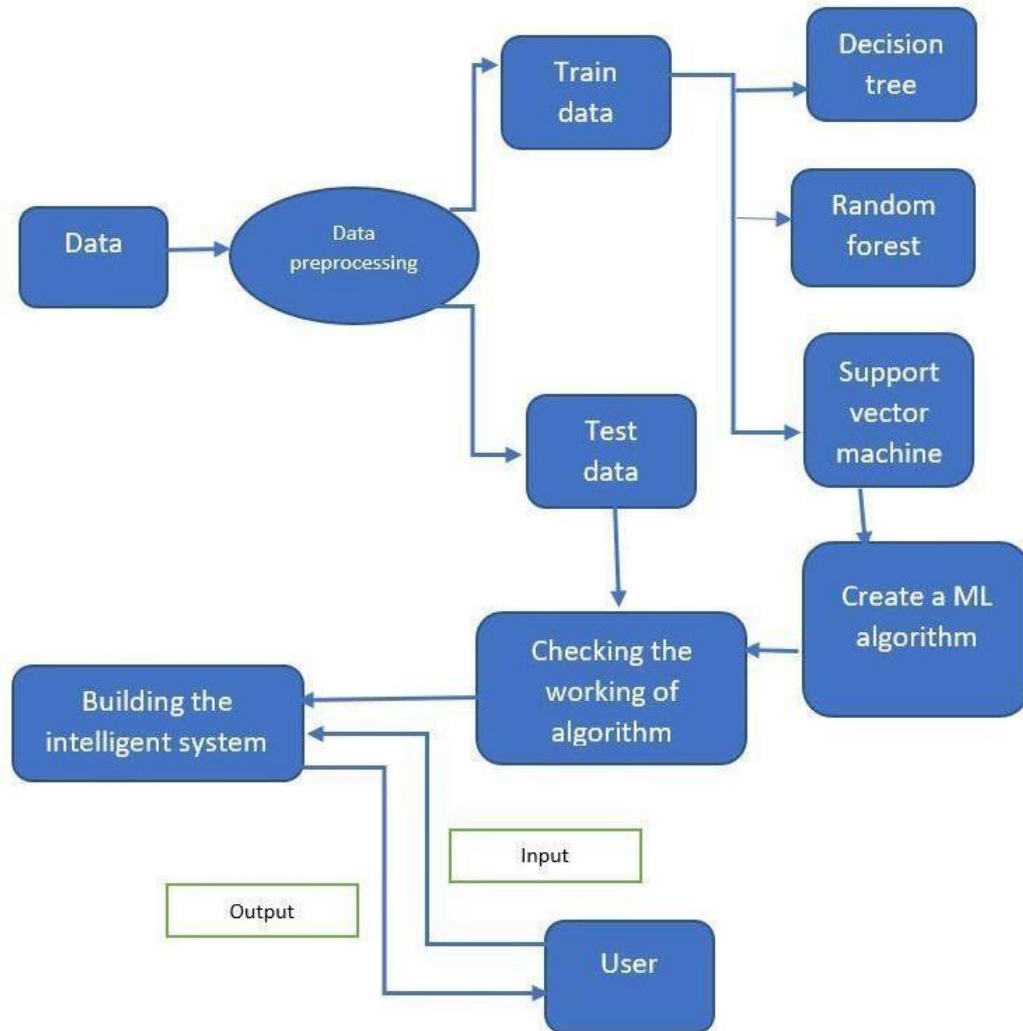 Decision
tree
Train
data
Random
forest
Data
Data
preprocessing
Support
vector
machine
Test
data
Create a ML
algorithm
Checking the
working of
algorithm
Building the
intelligent system
Input
Output
User